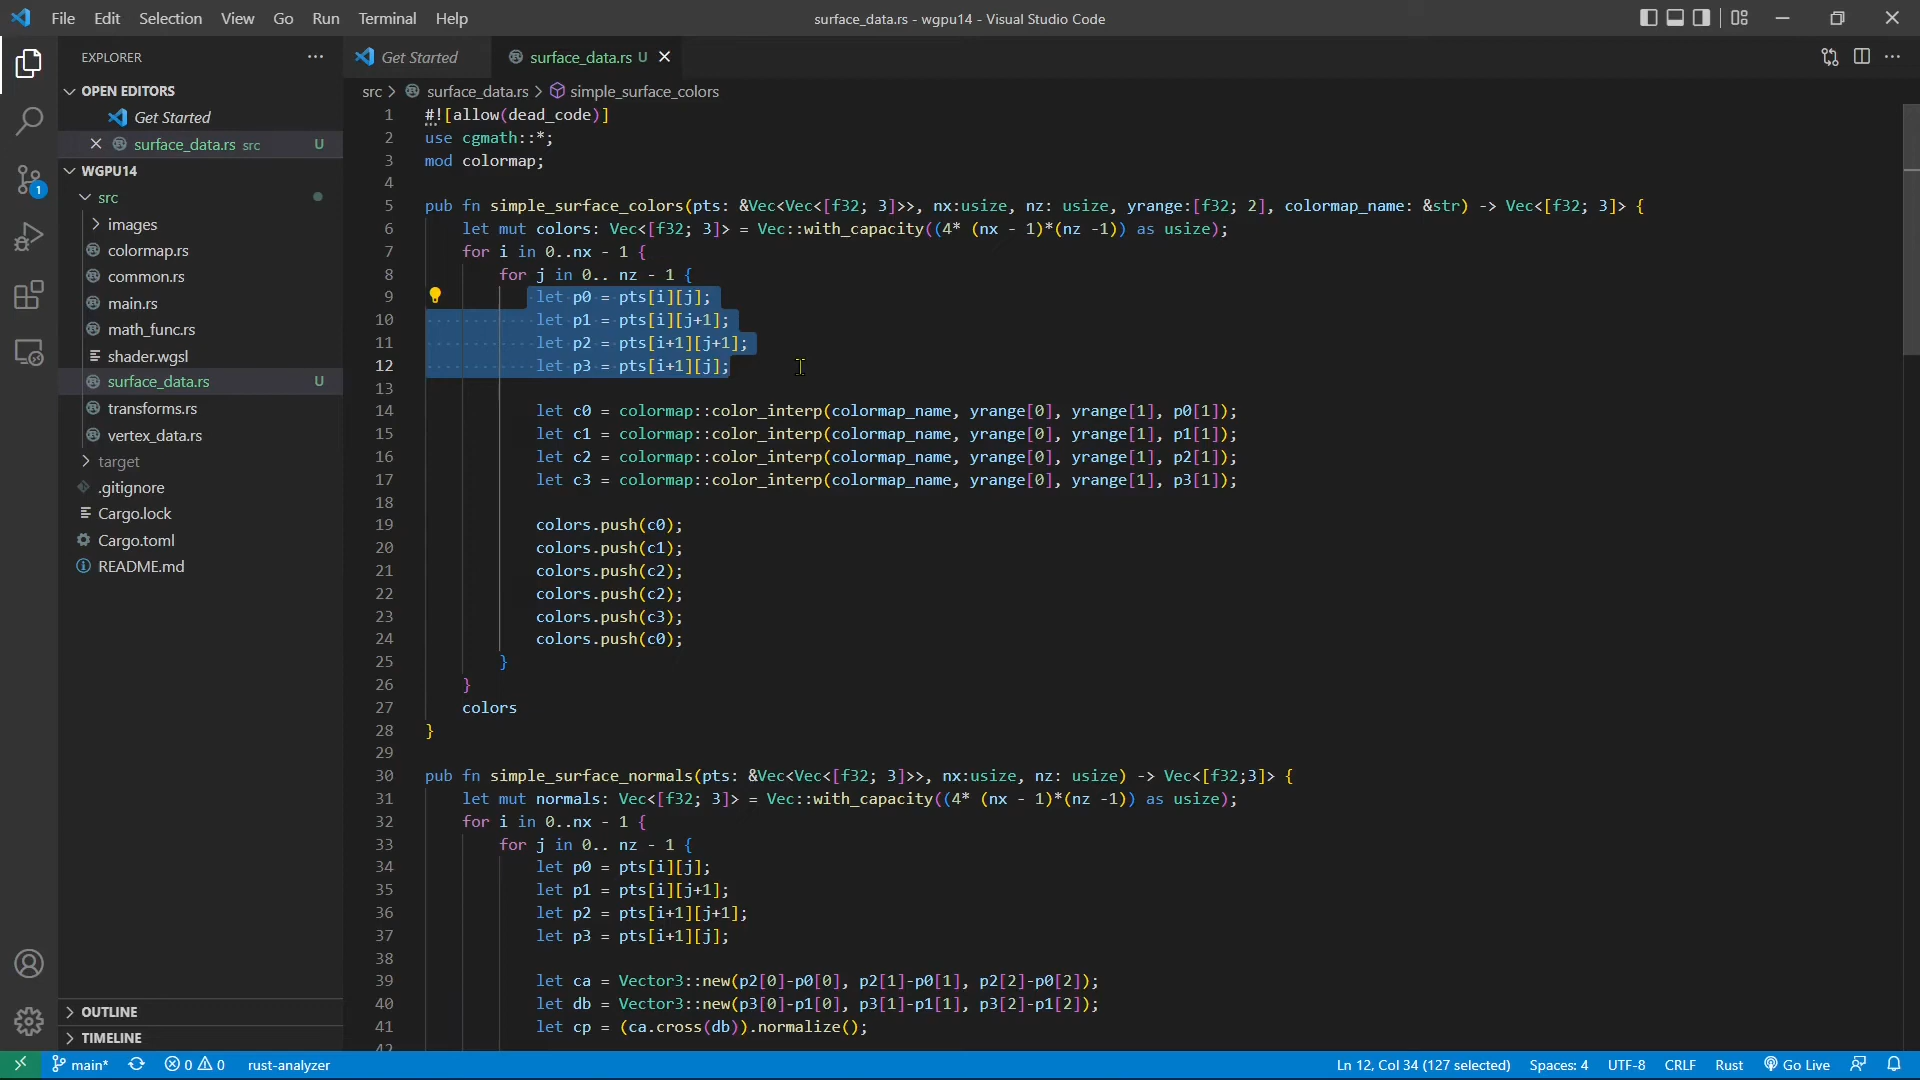 File Edit Selection View Go Run Terminal Help
surface_data.rs - wgpu14 - Visual Studio Code
EXPLORER
OPEN EDITORS
Get Started
surface_data.rs src U
WGPU14
src
images
colormap.rs
common.rs
main.rs
math_func.rs
shader.wgsl
surface_data.rs U
transforms.rs
vertex_data.rs
target
.gitignore
Cargo.lock
Cargo.toml
README.md
OUTLINE
TIMELINE
1
Get Started
surface_data.rs U
src > surface_data.rs > simple_surface_colors
1 #![allow(dead_code)]
2 use cgmath::*;
3 mod colormap;
4
5 pub fn simple_surface_colors(pts: &Vec<Vec<[f32; 3]>>, nx:usize, nz: usize, yrange:[f32; 2], colormap_name: &str) -> Vec<[f32; 3]> {
6 let mut colors: Vec<[f32; 3]> = Vec::with_capacity((4* (nx - 1)*(nz -1)) as usize);
7 for i in 0..nx - 1 {
8 for j in 0.. nz - 1 {
9 let p0 = pts[i][j];
10 let p1 = pts[i][j+1];
11 let p2 = pts[i+1][j+1];
12 let p3 = pts[i+1][j];
13
14 let c0 = colormap::color_interp(colormap_name, yrange[0], yrange[1], p0[1]);
15 let c1 = colormap::color_interp(colormap_name, yrange[0], yrange[1], p1[1]);
16 let c2 = colormap::color_interp(colormap_name, yrange[0], yrange[1], p2[1]);
17 let c3 = colormap::color_interp(colormap_name, yrange[0], yrange[1], p3[1]);
18
19 colors.push(c0);
20 colors.push(c1);
21 colors.push(c2);
22 colors.push(c2);
23 colors.push(c3);
24 colors.push(c0);
25 }
26 }
27 colors
28 }
29
30 pub fn simple_surface_normals(pts: &Vec<Vec<[f32; 3]>>, nx:usize, nz: usize) -> Vec<[f32;3]> {
31 let mut normals: Vec<[f32; 3]> = Vec::with_capacity((4* (nx - 1)*(nz -1)) as usize);
32 for i in 0..nx - 1 {
33 for j in 0.. nz - 1 {
34 let p0 = pts[i][j];
35 let p1 = pts[i][j+1];
36 let p2 = pts[i+1][j+1];
37 let p3 = pts[i+1][j];
38
39 let ca = Vector3::new(p2[0]-p0[0], p2[1]-p0[1], p2[2]-p0[2]);
40 let db = Vector3::new(p3[0]-p1[0], p3[1]-p1[1], p3[2]-p1[2]);
41 let cp = (ca.cross(db)).normalize();
42
main* 0 0 rust-analyzer
Ln 12, Col 34 (127 selected) Spaces: 4 UTF-8 CRLF Rust Go Live